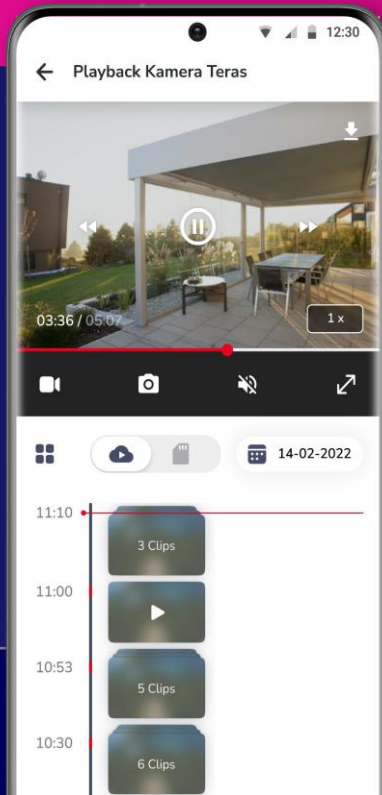 12:30
Playback Kamera Teras
03:36 / 05:07
1 x
14-02-2022
11:10
3 Clips
11:00
10:53
5 Clips
10:30
6 Clips